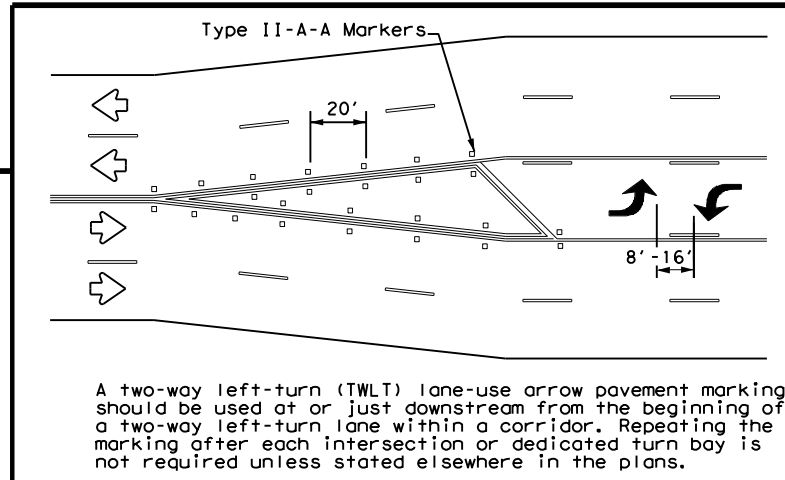 Type II-A-A Markers
20'
8' -16'
A two-way left-turn (TWLT) lane-use arrow pavement marking
should be used at or just downstream from the beginning of
a two-way left-turn lane within a corridor. Repeating the
marking after each intersection or dedicated turn bay is
not required unless stated elsewhere in the plans.